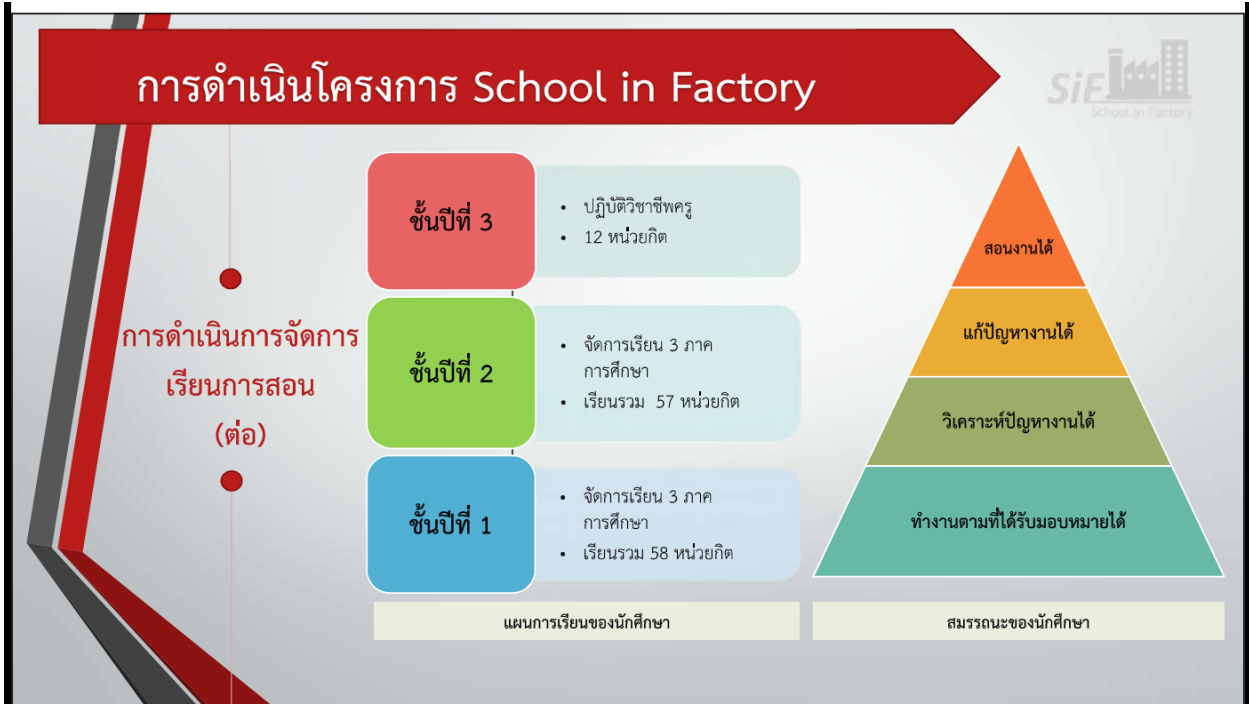 การดำเนินโครงการ School in Factory
SiF
School in Factory
การดำเนินการจัดการ
เรียนการสอน
(ต่อ)
ชั้นปีที่ 3
• ปฏิบัติวิชาชีพครู
• 12 หน่วยกิต
ชั้นปีที่ 2
• จัดการเรียน 3 ภาค
การศึกษา
• เรียนรวม 57 หน่วยกิต
ชั้นปีที่ 1
• จัดการเรียน 3 ภาค
การศึกษา
• เรียนรวม 58 หน่วยกิต
แผนการเรียนของนักศึกษา
สอนงานได้
แก้ปัญหางานได้
วิเคราะห์ปัญหางานได้
ทำงานตามที่ได้รับมอบหมายได้
สมรรถนะของนักศึกษา